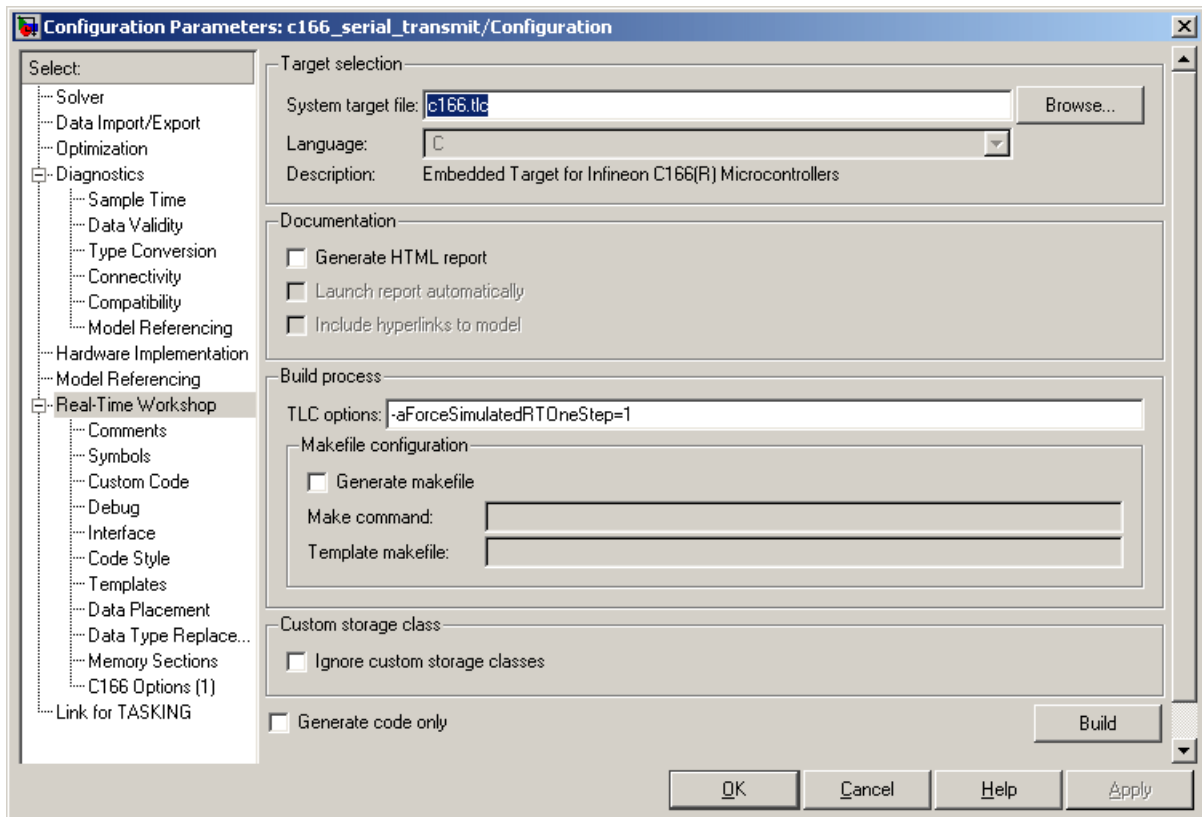 Configuration Parameters: c166_serial_transmit/Configuration
Select:
Solver
Data Import/Export
Optimization
Diagnostics
Sample Time
Data Validity
Type Conversion
Connectivity
Compatibility
Model Referencing
Hardware Implementation
Model Referencing
Real-Time Workshop
Comments
Symbols
Custom Code
Debug
Interface
Code Style
Templates
Data Placement
Data Type Replace...
Memory Sections
C166 Options (1)
Link for TASKING
Target selection
System target file: c166.tlc Browse...
Language: C
Description: Embedded Target for Infineon C166(R) Microcontrollers
Documentation
Generate HTML report
Launch report automatically
Include hyperlinks to model
Build process
TLC options: -aForceSimulatedRTOneStep=1
Makefile configuration
Generate makefile
Make command:
Template makefile:
Custom storage class
Ignore custom storage classes
Generate code only Build
OK Cancel Help Apply